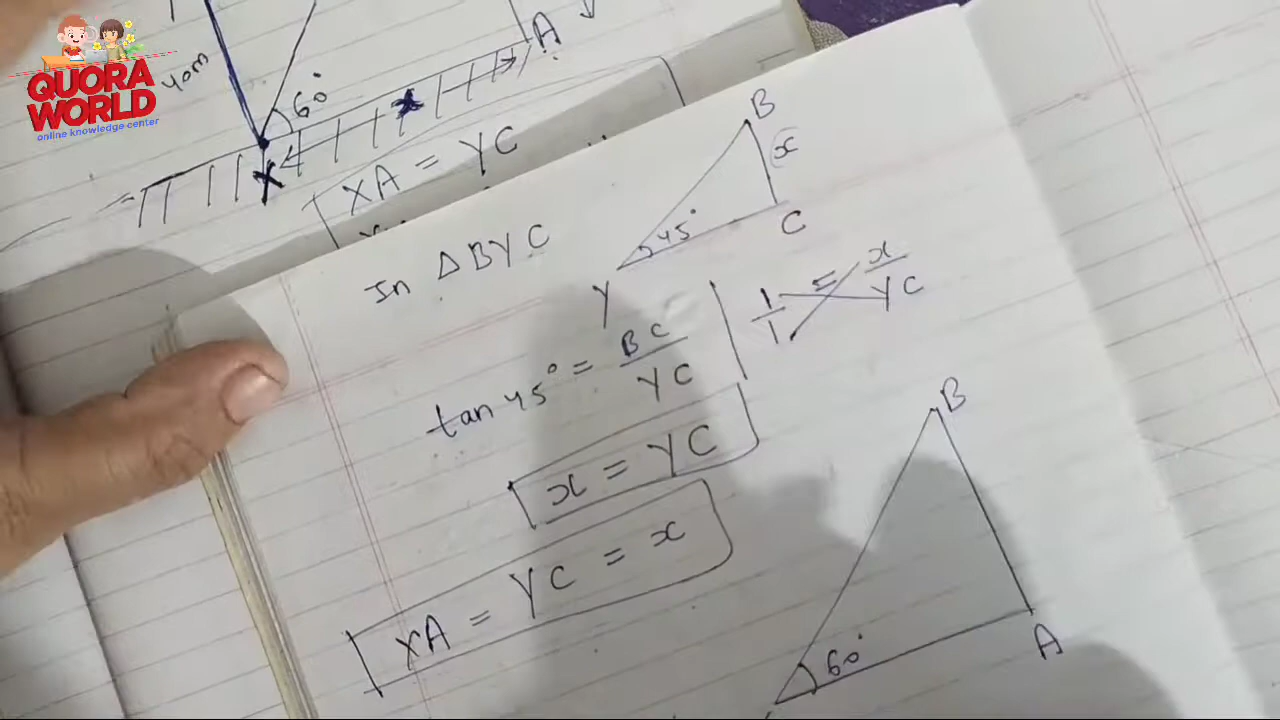 QUORA
WORLD
online knowledge center
40m
60°
A
x
X
XA = YC
B
x
45°
C
Y
In Δ BYC
tan 45° = BC / YC
1/1 = x/YC
x = YC
XA = YC = x
B
60°
A